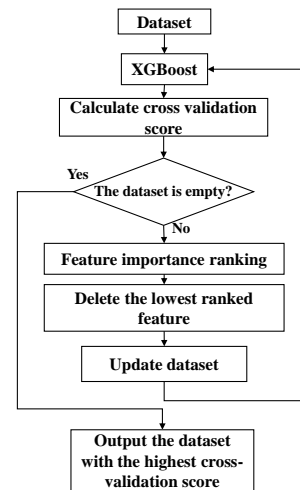 Dataset
XGBoost
Calculate cross validation
score
Yes
The dataset is empty?
No
Feature importance ranking
Delete the lowest ranked
feature
Update dataset
Output the dataset
with the highest cross-
validation score